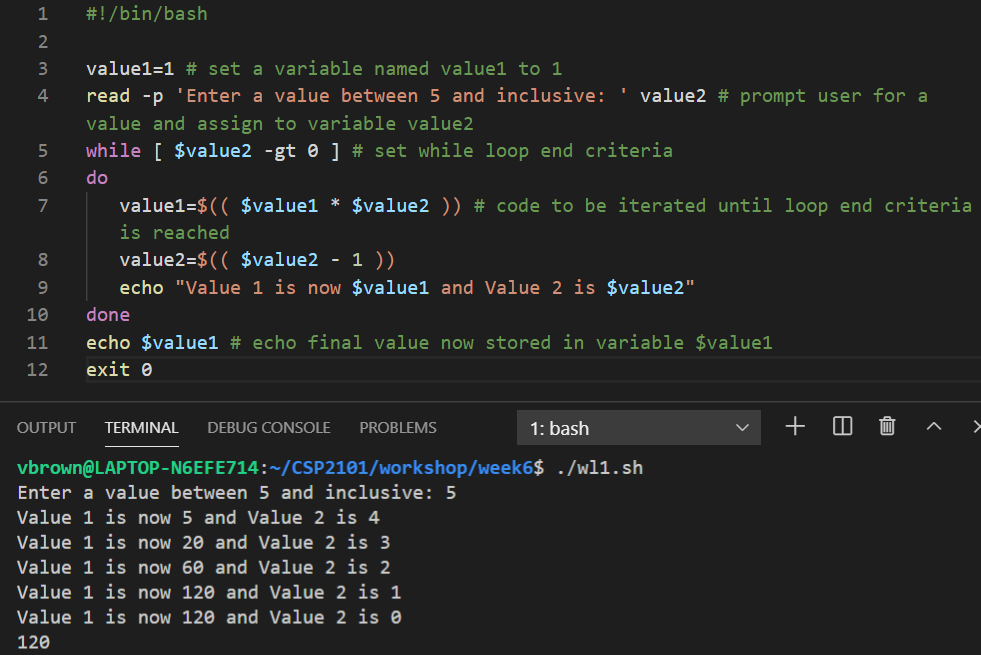 1 #!/bin/bash
2
3 value1=1 # set a variable named value1 to 1
4 read -p 'Enter a value between 5 and inclusive: ' value2 # prompt user for a
value and assign to variable value2
5 while [ $value2 -gt 0 ] # set while loop end criteria
6 do
7 value1=$(( $value1 * $value2 )) # code to be iterated until loop end criteria
is reached
8 value2=$(( $value2 - 1 ))
9 echo "Value 1 is now $value1 and Value 2 is $value2"
10 done
11 echo $value1 # echo final value now stored in variable $value1
12 exit 0
OUTPUT TERMINAL DEBUG CONSOLE PROBLEMS 1: bash
vbrown@LAPTOP-N6EFE714:~/CSP2101/workshop/week6$ ./wl1.sh
Enter a value between 5 and inclusive: 5
Value 1 is now 5 and Value 2 is 4
Value 1 is now 20 and Value 2 is 3
Value 1 is now 60 and Value 2 is 2
Value 1 is now 120 and Value 2 is 1
Value 1 is now 120 and Value 2 is 0
120